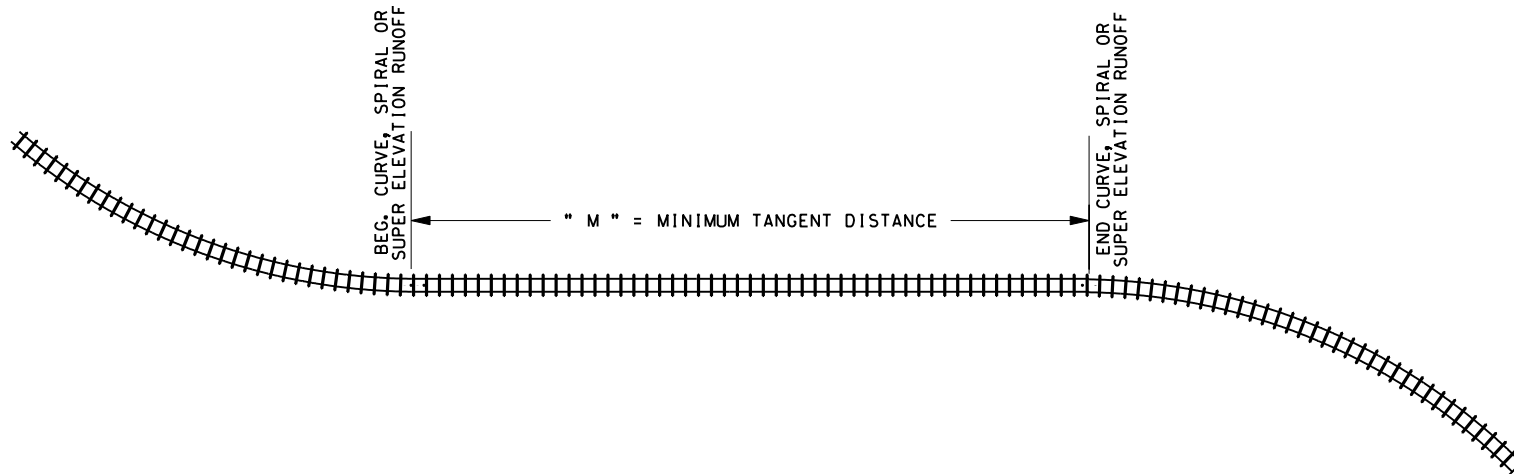 BEG. CURVE, SPIRAL OR
SUPER ELEVATION RUNOFF
" M " = MINIMUM TANGENT DISTANCE
END CURVE, SPIRAL OR
SUPER ELEVATION RUNOFF